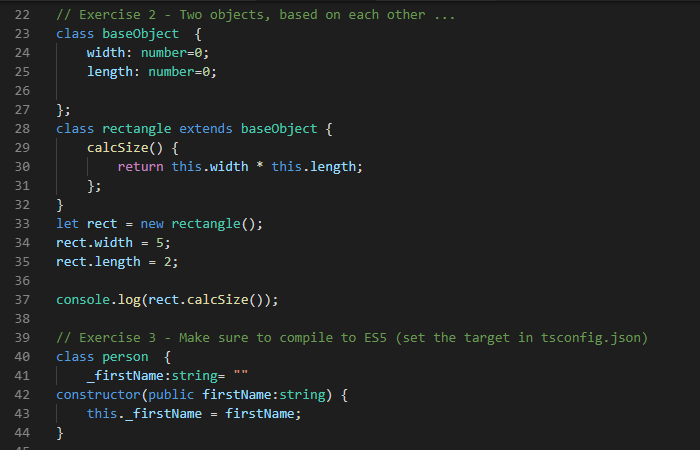 22 // Exercise 2 - Two objects, based on each other ...
23 class baseObject  {
24     width: number=0;
25     length: number=0;
26
27 };
28 class rectangle extends baseObject {
29     calcSize() {
30         return this.width * this.length;
31     };
32 }
33 let rect = new rectangle();
34 rect.width = 5;
35 rect.length = 2;
36
37 console.log(rect.calcSize());
38
39 // Exercise 3 - Make sure to compile to ES5 (set the target in tsconfig.json)
40 class person  {
41     _firstName:string= ""
42 constructor(public firstName:string) {
43     this._firstName = firstName;
44 }